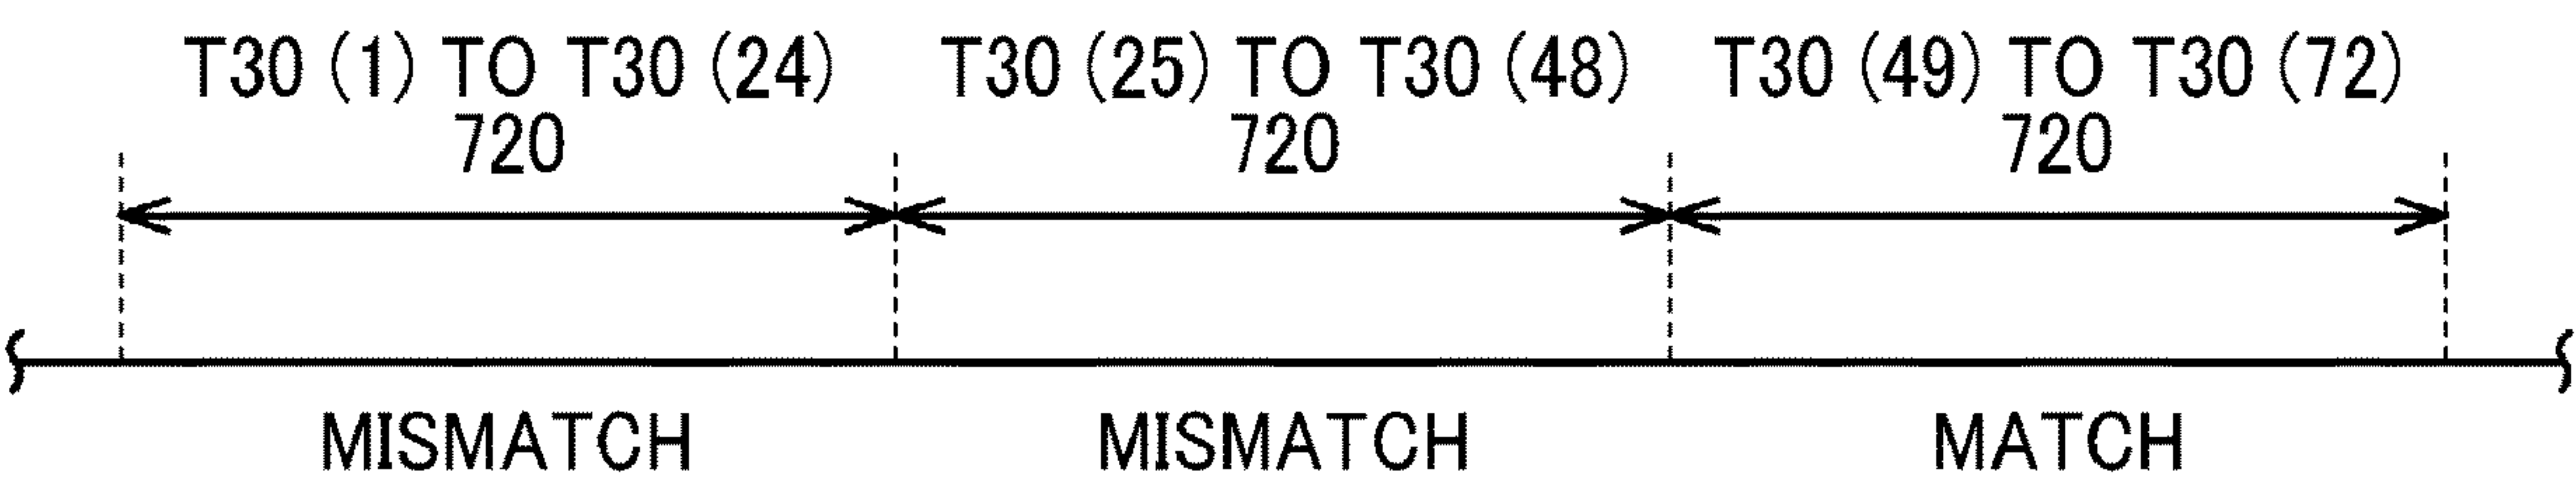 T30 (1) TO T30 (24) T30 (25) TO T30 (48) T30 (49) TO T30 (72)
720 720 720
MISMATCH MISMATCH MATCH